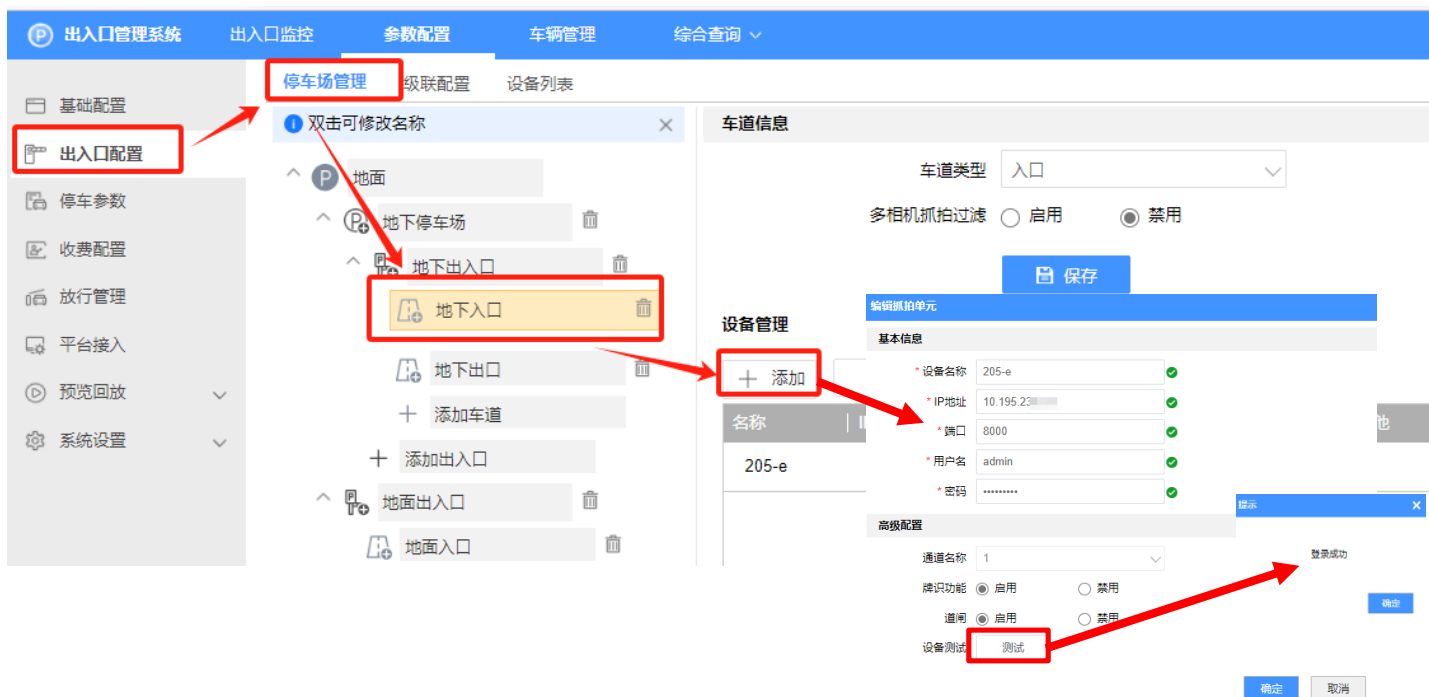 出入口管理系统 出入口监控 参数配置 车辆管理 综合查询
停车场管理 级联配置 设备列表
基础配置
出入口配置
停车参数
收费配置
放行管理
平台接入
预览回放
系统设置
双击可修改名称
地面
地下停车场
地下出入口
地下入口
地下出口
添加车道
添加出入口
地面出入口
地面入口
车道信息
车道类型 入口
多相机抓拍过滤 启用 禁用
保存
设备管理
添加
名称
205-e
编辑抓拍单元
基本信息
*设备名称 205-e
*IP地址 10.195.23
*端口 8000
*用户名 admin
*密码 •••••••••
高级配置
通道名称 1
牌识功能 启用 禁用
道闸 启用 禁用
设备测试 测试
确定 取消
提示
登录成功
确定